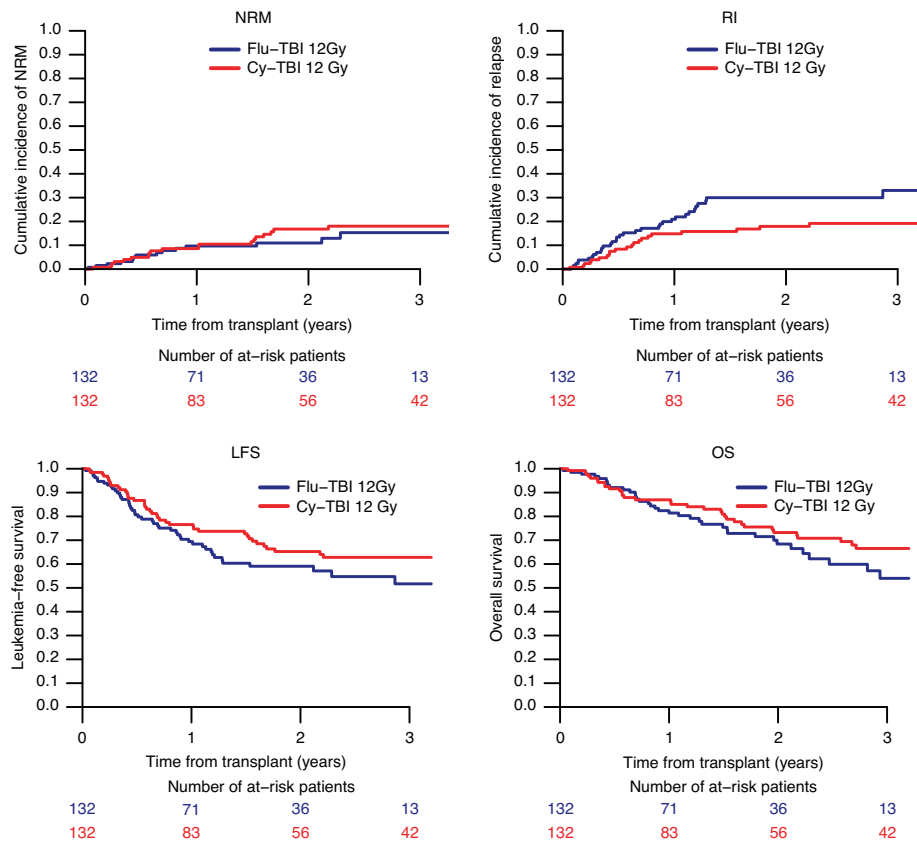 NRM
Flu−TBI 12Gy
Cy−TBI 12 Gy
Cumulative incidence of NRM
1.0
0.9
0.8
0.7
0.6
0.5
0.4
0.3
0.2
0.1
0.0
0 1 2 3
Time from transplant (years)
Number of at−risk patients
132 71 36 13
132 83 56 42
RI
Flu−TBI 12Gy
Cy−TBI 12 Gy
Cumulative incidence of relapse
1.0
0.9
0.8
0.7
0.6
0.5
0.4
0.3
0.2
0.1
0.0
0 1 2 3
Time from transplant (years)
Number of at−risk patients
132 71 36 13
132 83 56 42
LFS
Flu−TBI 12Gy
Cy−TBI 12 Gy
Leukemia−free survival
1.0
0.9
0.8
0.7
0.6
0.5
0.4
0.3
0.2
0.1
0.0
0 1 2 3
Time from transplant (years)
Number of at−risk patients
132 71 36 13
132 83 56 42
OS
Flu−TBI 12Gy
Cy−TBI 12 Gy
Overall survival
1.0
0.9
0.8
0.7
0.6
0.5
0.4
0.3
0.2
0.1
0.0
0 1 2 3
Time from transplant (years)
Number of at−risk patients
132 71 36 13
132 83 56 42